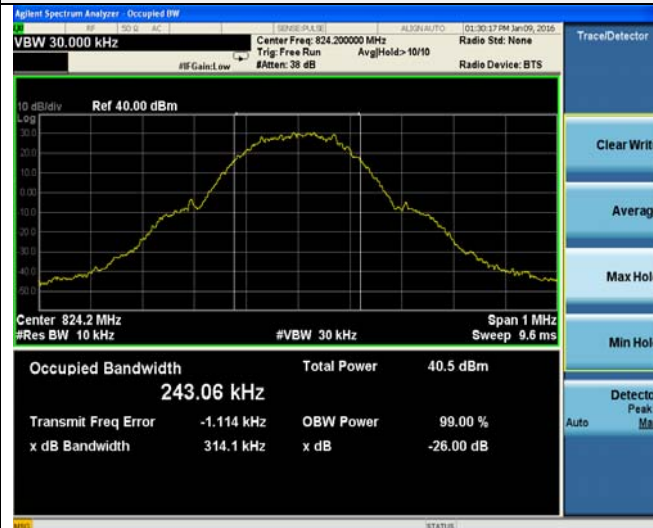 Agilent Spectrum Analyzer - Occupied BW
RF 50 Ω AC SENSE:PULSE ALIGN AUTO 01:30:17 PM Jan 09, 2016
VBW 30.000 kHz
Center Freq: 824.200000 MHz Radio Std: None
Trig: Free Run Avg|Hold:> 10/10
#IFGain:Low #Atten: 38 dB Radio Device: BTS
10 dB/div Ref 40.00 dBm
Log
30.0
20.0
10.0
0.00
-10.0
-20.0
-30.0
-40.0
-50.0
Center 824.2 MHz Span 1 MHz
#Res BW 10 kHz #VBW 30 kHz Sweep 9.6 ms
Occupied Bandwidth Total Power 40.5 dBm
243.06 kHz
Transmit Freq Error -1.114 kHz OBW Power 99.00 %
x dB Bandwidth 314.1 kHz x dB -26.00 dB
MSG STATUS
Trace/Detector
Clear Writ
Averag
Max Hol
Min Hol
Detecto
Peak
Auto Ma